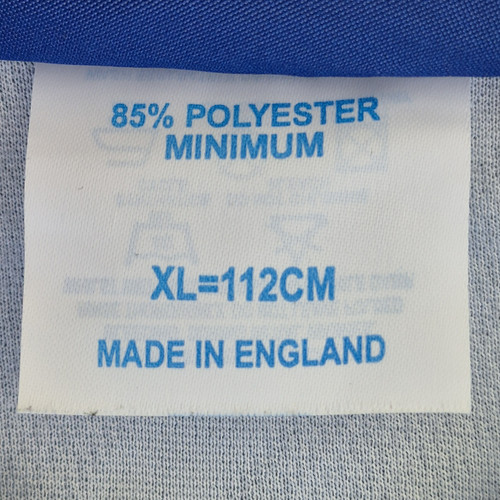 85% POLYESTER
MINIMUM
XL=112CM
MADE IN ENGLAND